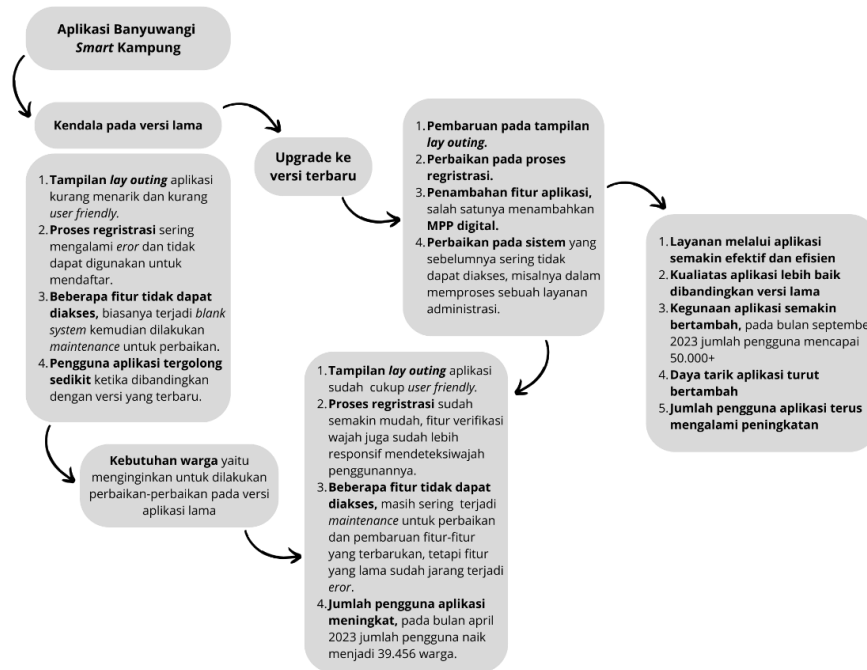 Aplikasi Banyuwangi
Smart Kampung
Kendala pada versi lama
1. Tampilan lay outing aplikasi
kurang menarik dan kurang
user friendly.
2. Proses regristrasi sering
mengalami eror dan tidak
dapat digunakan untuk
mendaftar.
3. Beberapa fitur tidak dapat
diakses, biasanya terjadi blank
system kemudian dilakukan
maintenance untuk perbaikan.
4. Pengguna aplikasi tergolong
sedikit ketika dibandingkan
dengan versi yang terbaru.
Upgrade ke
versi terbaru
1. Pembaruan pada tampilan
lay outing.
2. Perbaikan pada proses
regristrasi.
3. Penambahan fitur aplikasi,
salah satunya menambahkan
MPP digital.
4. Perbaikan pada sistem yang
sebelumnya sering tidak
dapat diakses, misalnya dalam
memproses sebuah layanan
administrasi.
1. Layanan melalui aplikasi
semakin efektif dan efisien
2. Kualiatas aplikasi lebih baik
dibandingkan versi lama
3. Kegunaan aplikasi semakin
bertambah, pada bulan septembe
2023 jumlah pengguna mencapai
50.000+
4. Daya tarik aplikasi turut
bertambah
5. Jumlah pengguna aplikasi terus
mengalami peningkatan
Kebutuhan warga yaitu
menginginkan untuk dilakukan
perbaikan-perbaikan pada versi
aplikasi lama
1. Tampilan lay outing aplikasi
sudah cukup user friendly.
2. Proses regristrasi sudah
semakin mudah, fitur verifikasi
wajah juga sudah lebih
responsif mendeteksiwajah
penggunannya.
3. Beberapa fitur tidak dapat
diakses, masih sering terjadi
maintenance untuk perbaikan
dan pembaruan fitur-fitur
yang terbarukan, tetapi fitur
yang lama sudah jarang terjadi
eror.
4. Jumlah pengguna aplikasi
meningkat, pada bulan april
2023 jumlah pengguna naik
menjadi 39.456 warga.